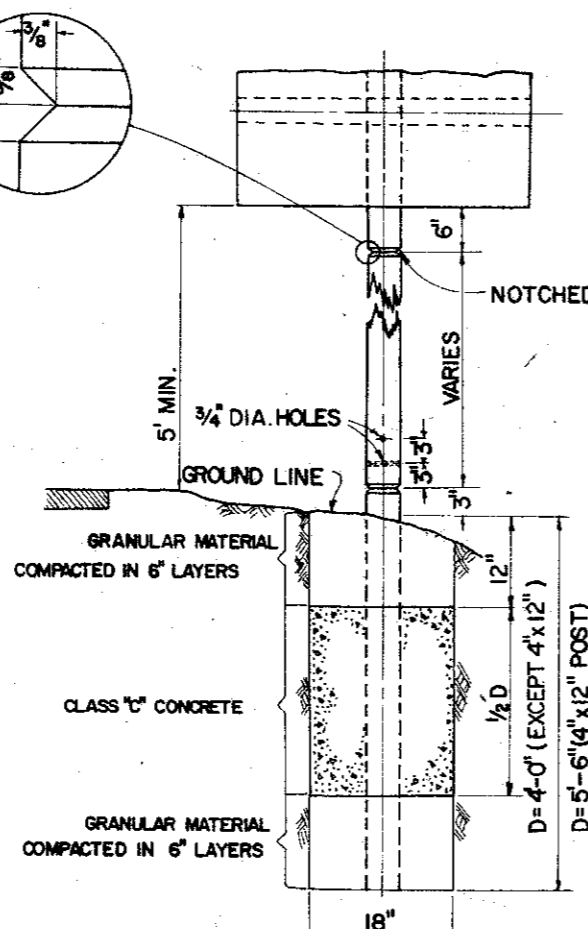 3/8"
6"
NOTCHED
VARIES
5' MIN.
3/4" DIA. HOLES
3"
3"
GROUND LINE
3"
GRANULAR MATERIAL
COMPACTED IN 6" LAYERS
12"
CLASS "C" CONCRETE
1/2 D
D=4'-0" (EXCEPT 4"x12")
D=5'-6" (4"x12" POST)
GRANULAR MATERIAL
COMPACTED IN 6" LAYERS
18"